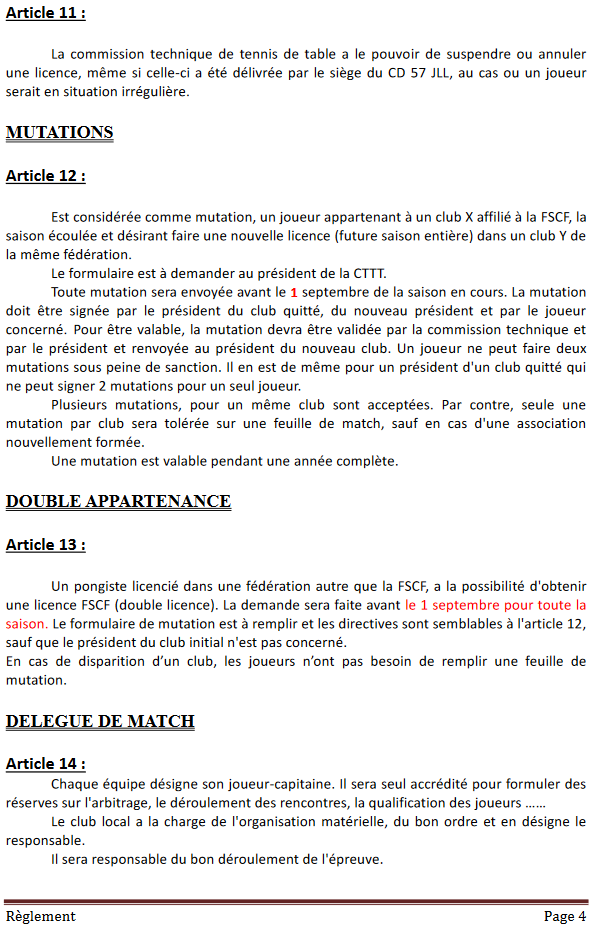 Article 11 :
La commission technique de tennis de table a le pouvoir de suspendre ou annuler
une licence, même si celle-ci a été délivrée par le siège du CD 57 JLL, au cas ou un joueur
serait en situation irrégulière.
MUTATIONS
Article 12 :
Est considérée comme mutation, un joueur appartenant à un club X affilié à la FSCF, la
saison écoulée et désirant faire une nouvelle licence (future saison entière) dans un club Y de
la même fédération.
Le formulaire est à demander au président de la CTTT.
Toute mutation sera envoyée avant le 1 septembre de la saison en cours. La mutation
doit être signée par le président du club quitté, du nouveau président et par le joueur
concerné. Pour être valable, la mutation devra être validée par la commission technique et
par le président et renvoyée au président du nouveau club. Un joueur ne peut faire deux
mutations sous peine de sanction. Il en est de même pour un président d'un club quitté qui
ne peut signer 2 mutations pour un seul joueur.
Plusieurs mutations, pour un même club sont acceptées. Par contre, seule une
mutation par club sera tolérée sur une feuille de match, sauf en cas d'une association
nouvellement formée.
Une mutation est valable pendant une année complète.
DOUBLE APPARTENANCE
Article 13 :
Un pongiste licencié dans une fédération autre que la FSCF, a la possibilité d'obtenir
une licence FSCF (double licence). La demande sera faite avant le 1 septembre pour toute la
saison. Le formulaire de mutation est à remplir et les directives sont semblables à l'article 12,
sauf que le président du club initial n'est pas concerné.
En cas de disparition d’un club, les joueurs n’ont pas besoin de remplir une feuille de
mutation.
DELEGUE DE MATCH
Article 14 :
Chaque équipe désigne son joueur-capitaine. Il sera seul accrédité pour formuler des
réserves sur l'arbitrage, le déroulement des rencontres, la qualification des joueurs ……
Le club local a la charge de l'organisation matérielle, du bon ordre et en désigne le
responsable.
Il sera responsable du bon déroulement de l'épreuve.
Règlement Page 4